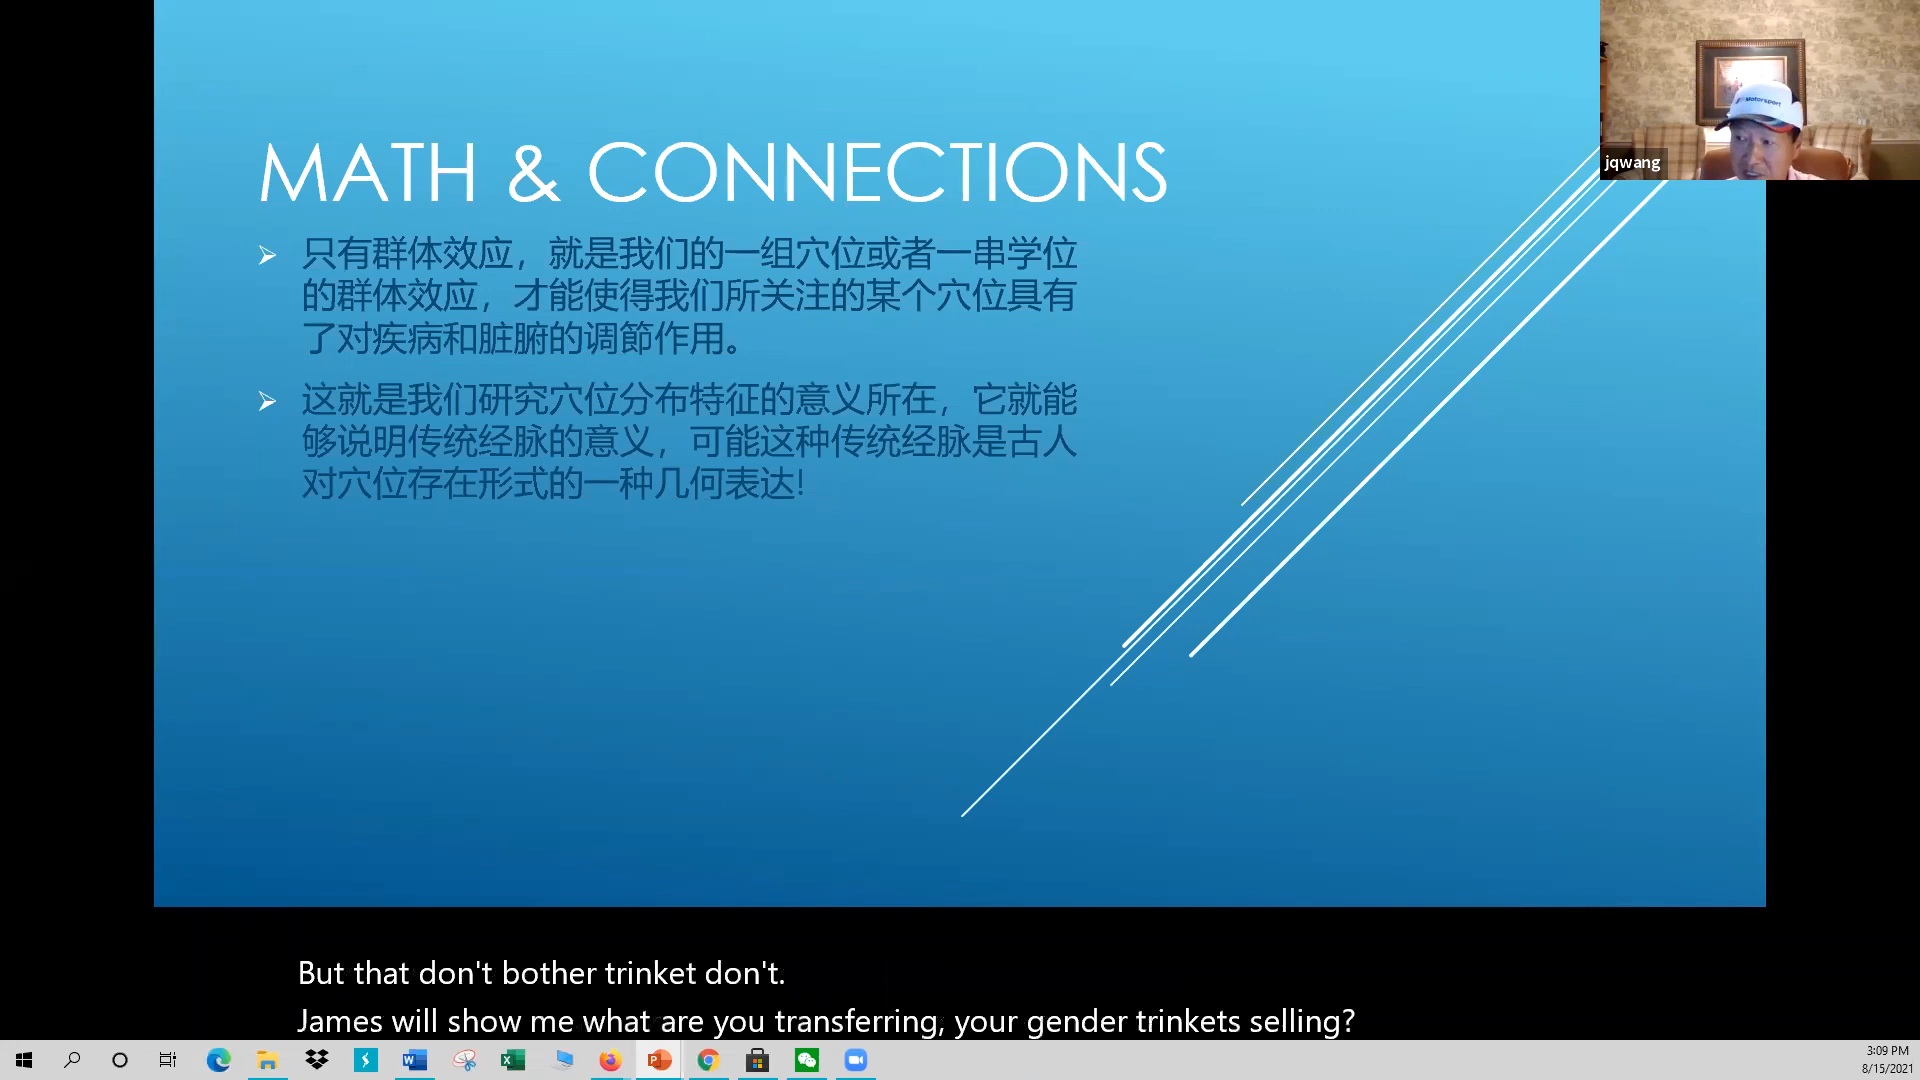 MATH & CONNECTIONS
只有群体效应，就是我们的一组穴位或者一串学位
的群体效应，才能使得我们所关注的某个穴位具有
了对疾病和脏腑的调節作用。
这就是我们研究穴位分布特征的意义所在，它就能
够说明传统经脉的意义，可能这种传统经脉是古人
对穴位存在形式的一种几何表达!
Motorsport
jqwang
But that don't bother trinket don't.
James will show me what are you transferring, your gender trinkets selling?
3:09 PM
8/15/2021